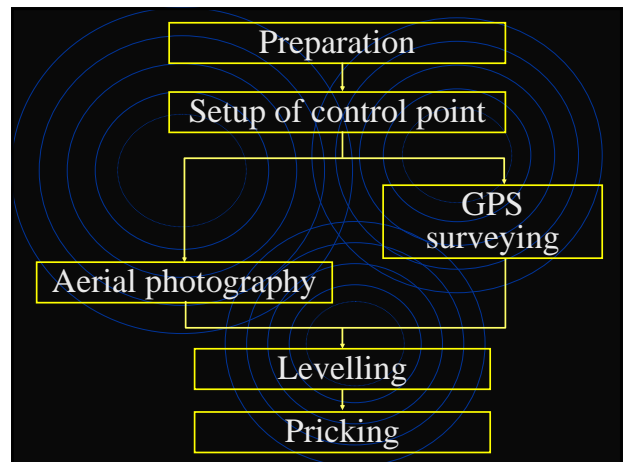 Preparation
Setup of control point
GPS
surveying
Aerial photography
Levelling
Pricking